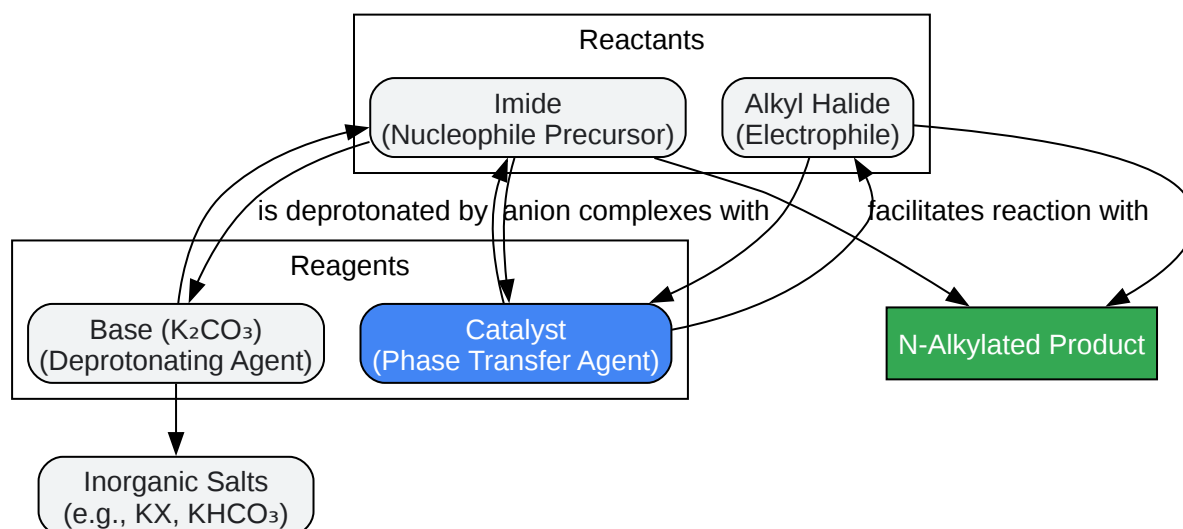 Reactants
Imide
(Nucleophile Precursor)
Alkyl Halide
(Electrophile)
is deprotonated by
anion complexes with
facilitates reaction with
Reagents
Base (K₂CO₃)
(Deprotonating Agent)
Catalyst
(Phase Transfer Agent)
N-Alkylated Product
Inorganic Salts
(e.g., KX, KHCO₃)